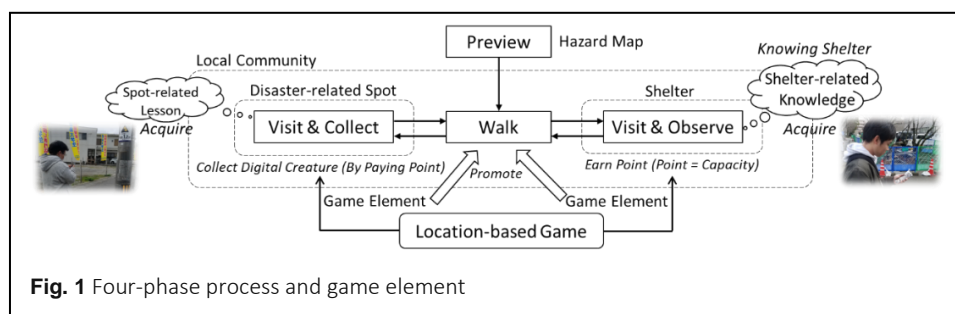 Preview
Hazard Map
Local Community
Knowing Shelter
Spot-related
Lesson
Disaster-related Spot
Shelter
Shelter-related
Knowledge
Acquire
Visit & Collect
Walk
Visit & Observe
Acquire
Collect Digital Creature (By Paying Point)
Promote
Earn Point (Point = Capacity)
Game Element
Game Element
Location-based Game
Fig. 1 Four-phase process and game element